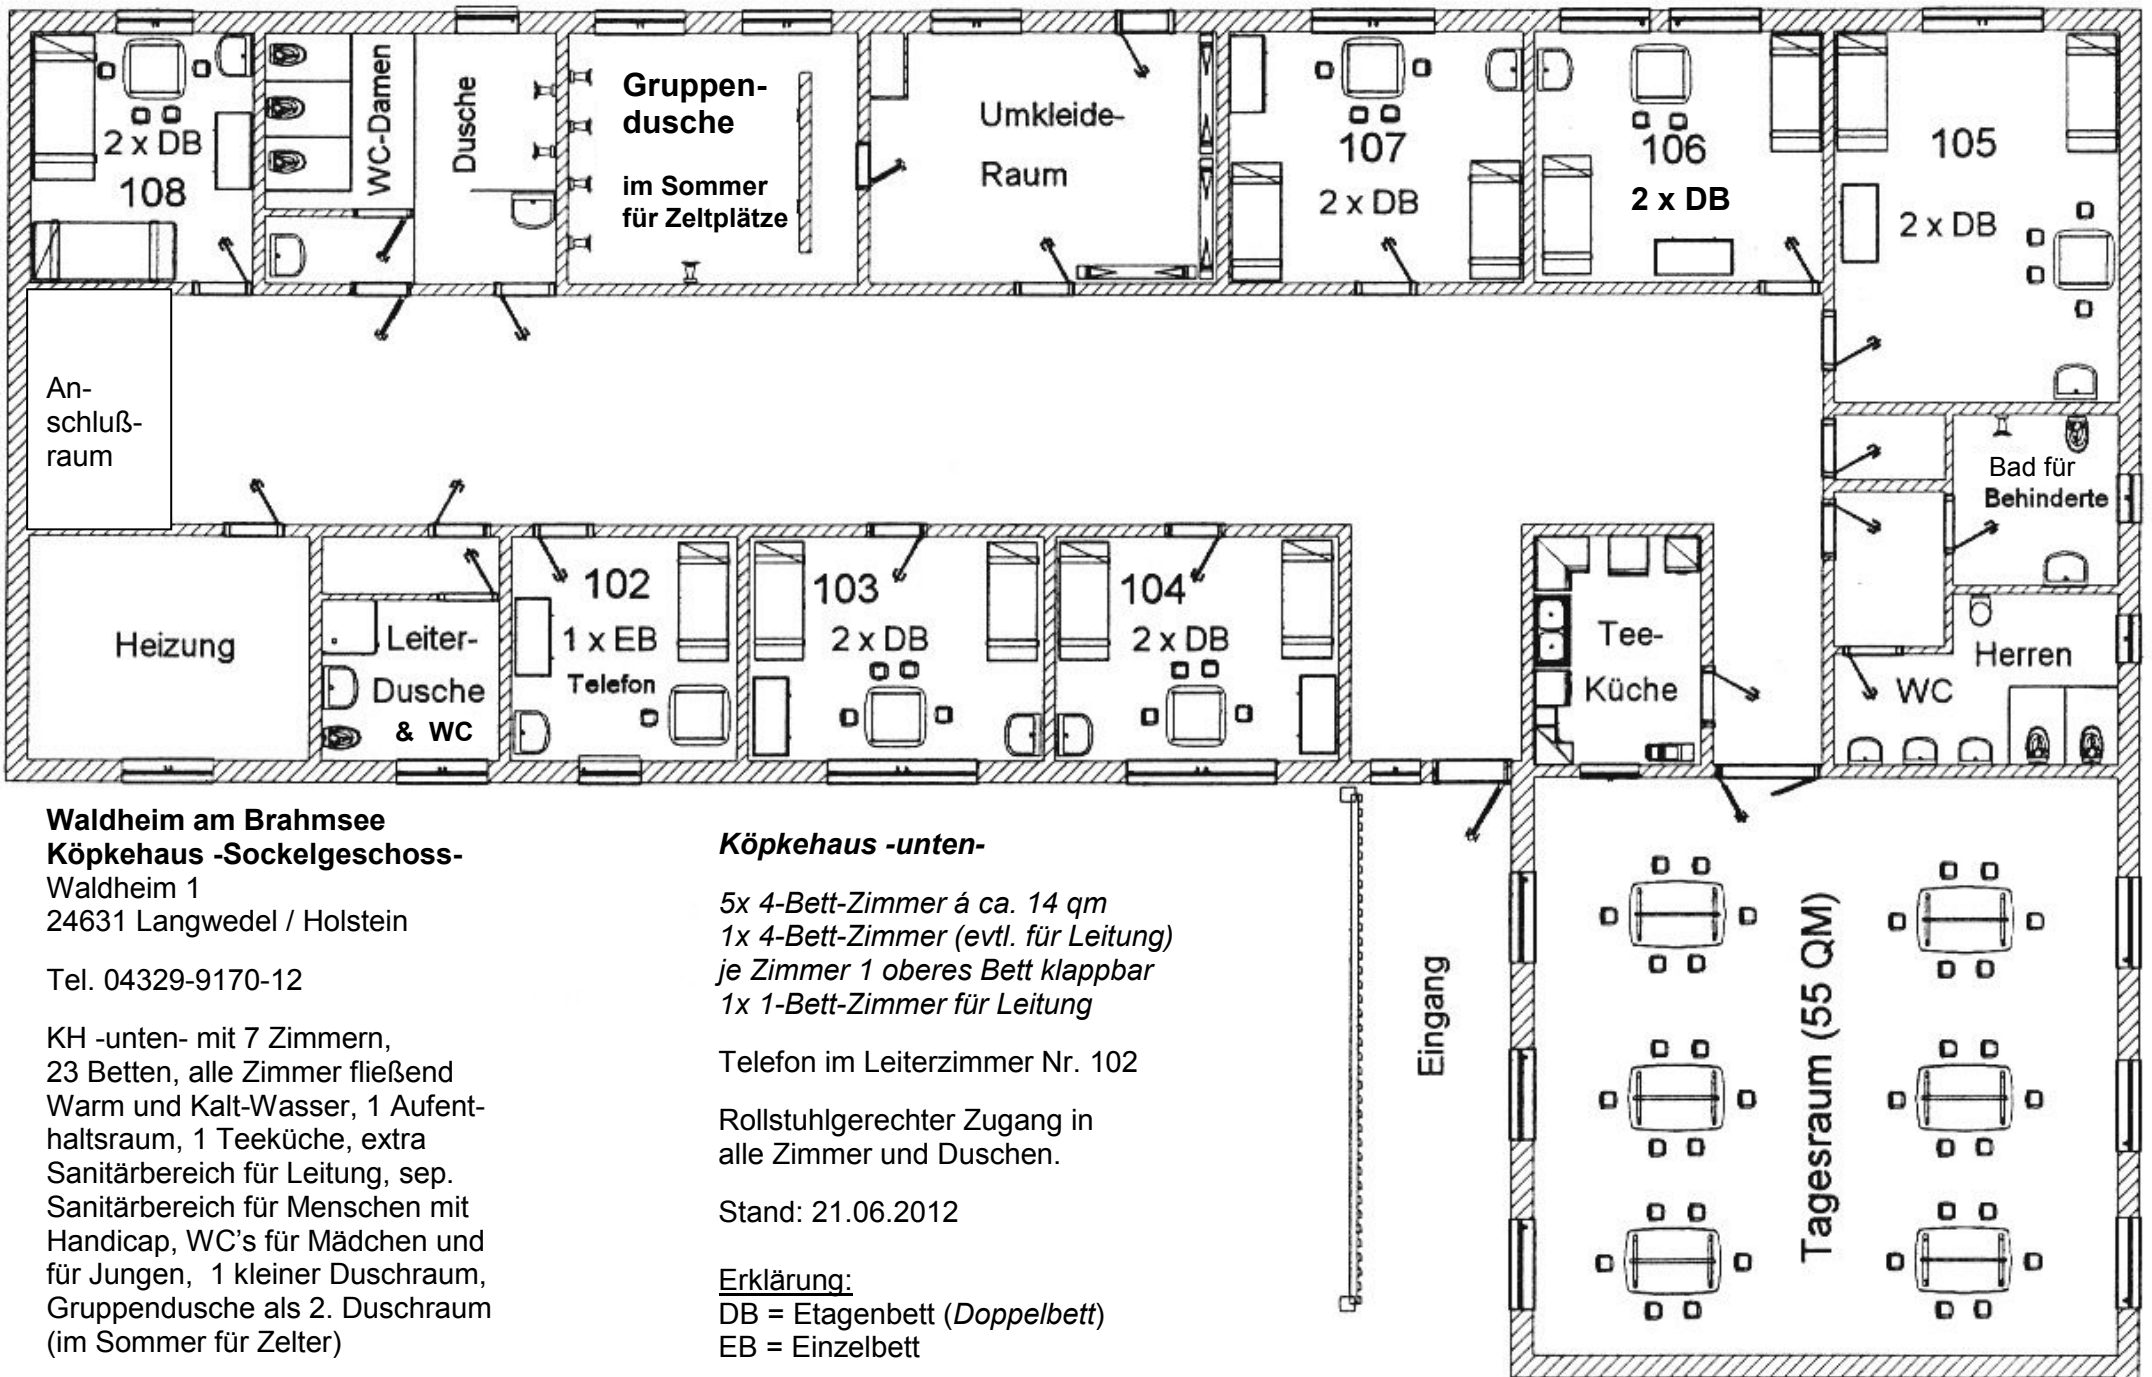 2 x DB
108
WC-Damen
Dusche
Gruppen-
dusche
im Sommer
für Zeltplätze
Umkleide-
Raum
107
2 x DB
106
2 x DB
105
2 x DB
An-
schluß-
raum
Bad für
Behinderte
Heizung
Leiter-
Dusche
& WC
102
1 x EB
Telefon
103
2 x DB
104
2 x DB
Tee-
Küche
Herren
WC
Waldheim am Brahmsee
Köpkehaus -Sockelgeschoss-
Waldheim 1
24631 Langwedel / Holstein
Tel. 04329-9170-12
KH -unten- mit 7 Zimmern,
23 Betten, alle Zimmer fließend
Warm und Kalt-Wasser, 1 Aufent-
haltsraum, 1 Teeküche, extra
Sanitärbereich für Leitung, sep.
Sanitärbereich für Menschen mit
Handicap, WC’s für Mädchen und
für Jungen, 1 kleiner Duschraum,
Gruppendusche als 2. Duschraum
(im Sommer für Zelter)
Köpkehaus -unten-
5x 4-Bett-Zimmer á ca. 14 qm
1x 4-Bett-Zimmer (evtl. für Leitung)
je Zimmer 1 oberes Bett klappbar
1x 1-Bett-Zimmer für Leitung
Telefon im Leiterzimmer Nr. 102
Rollstuhlgerechter Zugang in
alle Zimmer und Duschen.
Stand: 21.06.2012
Erklärung:
DB = Etagenbett (Doppelbett)
EB = Einzelbett
Eingang
Tagesraum (55 QM)